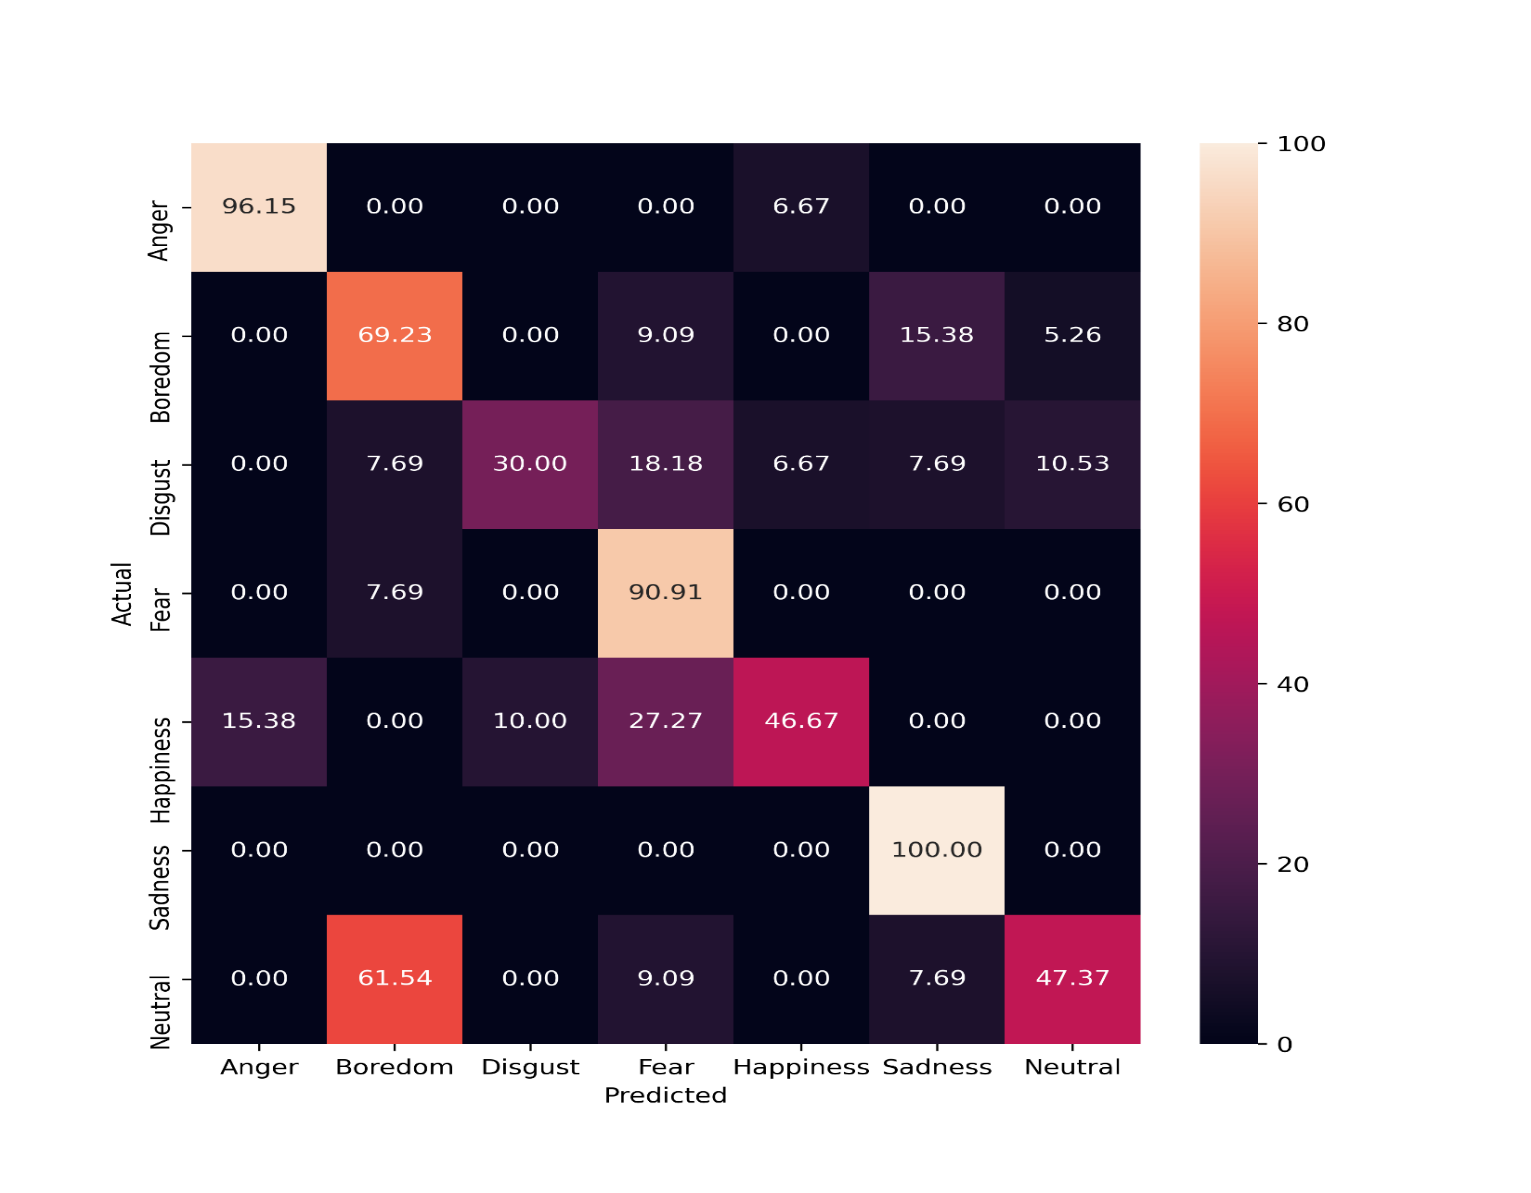 100
Anger 96.15 0.00 0.00 0.00 6.67 0.00 0.00
80
Boredom 0.00 69.23 0.00 9.09 0.00 15.38 5.26
Disgust 0.00 7.69 30.00 18.18 6.67 7.69 10.53
60
Actual
Fear 0.00 7.69 0.00 90.91 0.00 0.00 0.00
40
Happiness 15.38 0.00 10.00 27.27 46.67 0.00 0.00
20
Sadness 0.00 0.00 0.00 0.00 0.00 100.00 0.00
Neutral 0.00 61.54 0.00 9.09 0.00 7.69 47.37
0
Anger Boredom Disgust Fear Happiness Sadness Neutral
Predicted